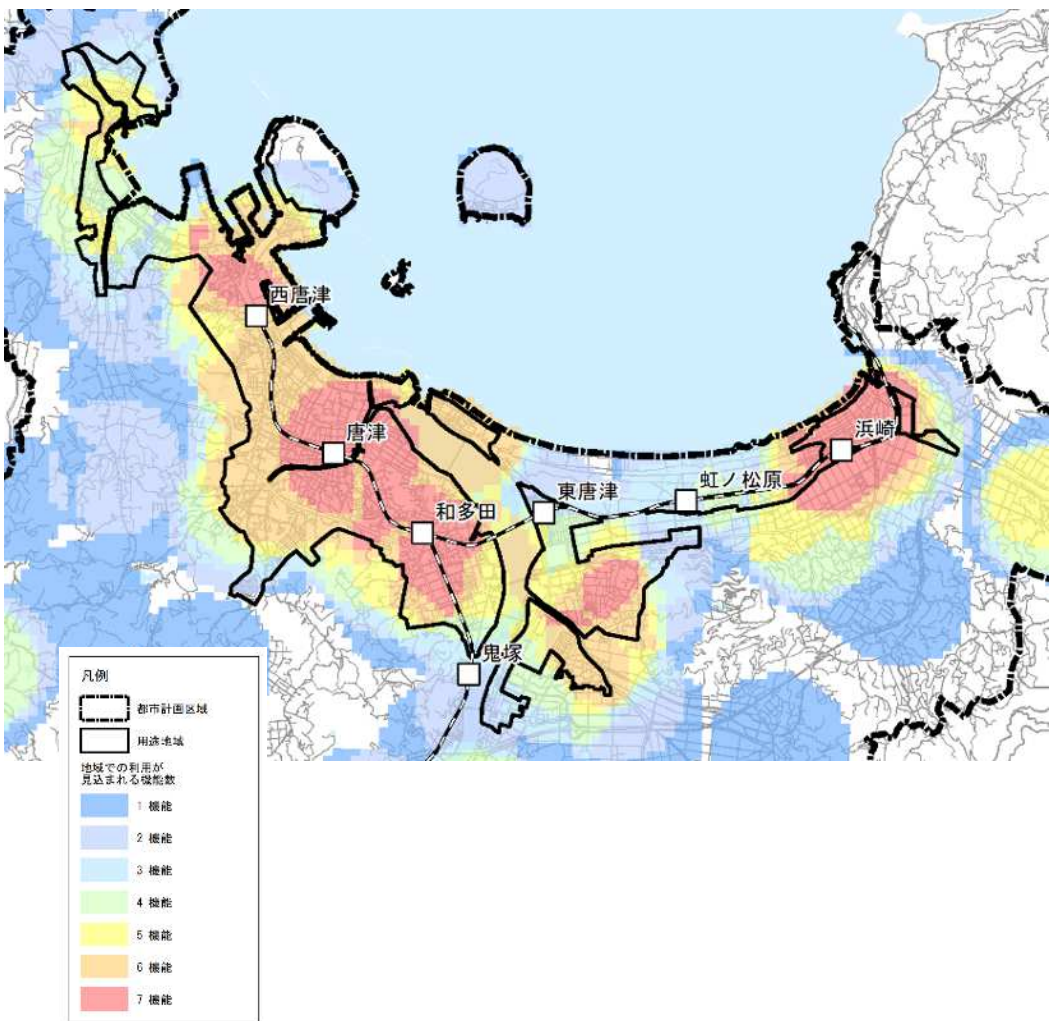 西唐津
唐津
浜崎
虹ノ松原
東唐津
和多田
鬼塚
凡例
都市計画区域
用途地域
地域での利用が
見込まれる機能数
1 機能
2 機能
3 機能
4 機能
5 機能
6 機能
7 機能